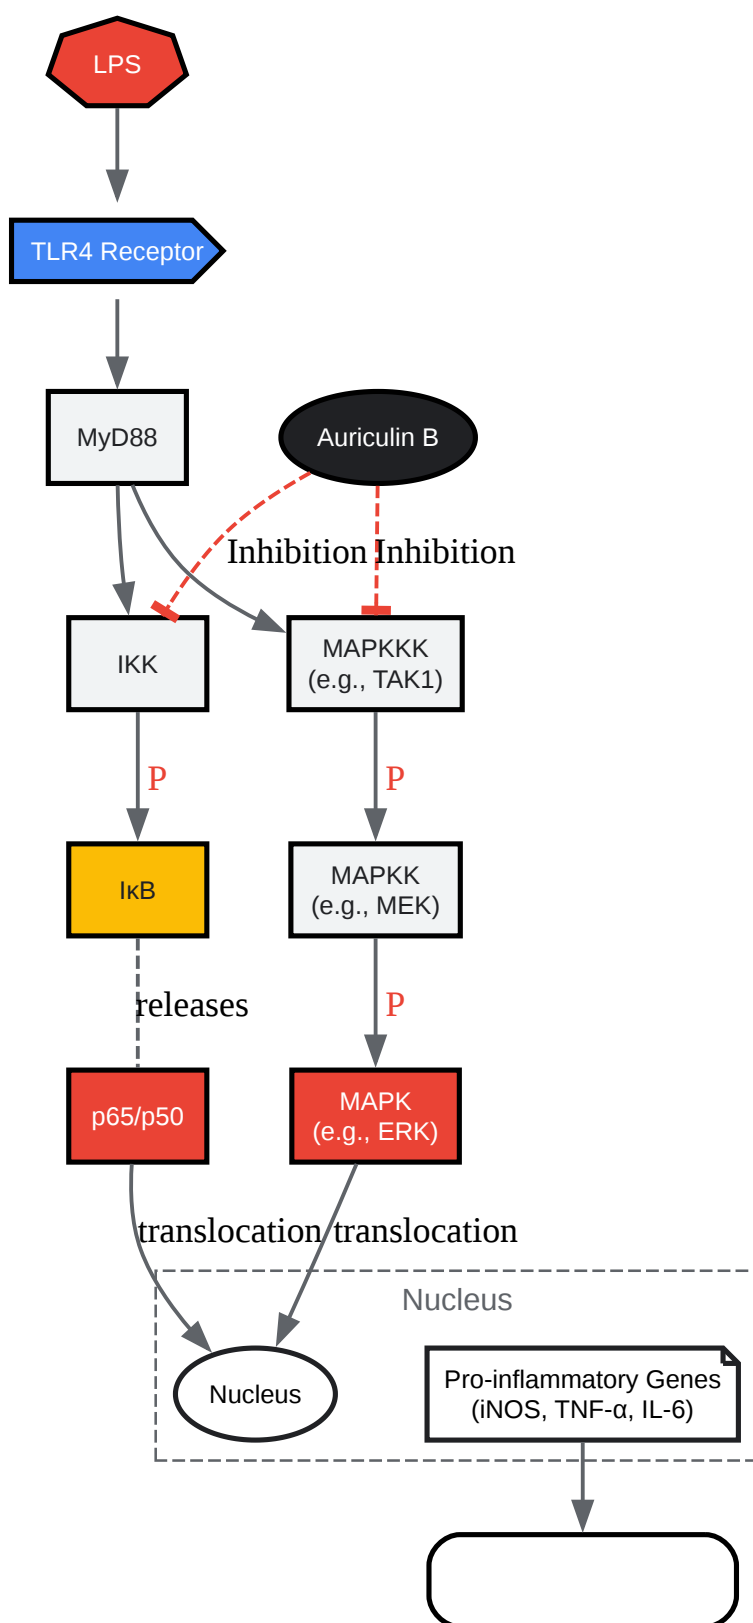 LPS
TLR4 Receptor
MyD88
Auriculin B
Inhibition
Inhibition
IKK
MAPKKK
(e.g., TAK1)
P
P
IκB
MAPKK
(e.g., MEK)
releases
P
p65/p50
MAPK
(e.g., ERK)
translocation
translocation
Nucleus
Nucleus
Pro-inflammatory Genes
(iNOS, TNF-α, IL-6)